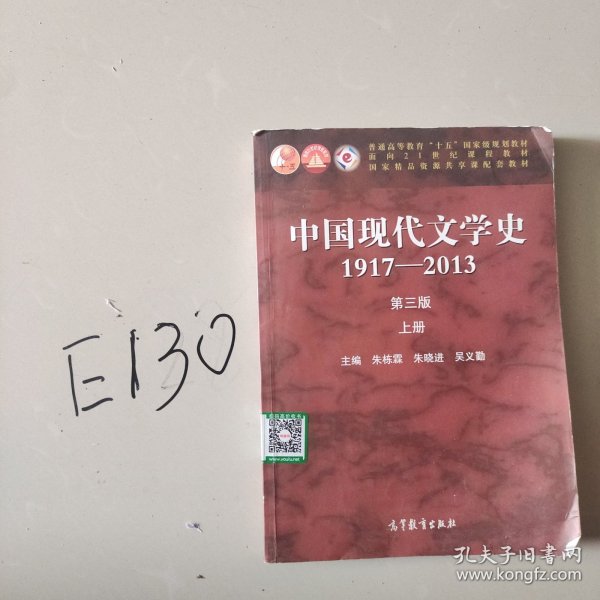 普通高等教育“十五”国家级规划教材
面向21世纪课程教材
国家精品资源共享课配套教材
中国现代文学史
1917—2013
第三版
上册
主编 朱栋霖 朱晓进 吴义勤
E130
www.youlu.net
高等教育出版社
孔夫子旧书网
www.kongfz.com